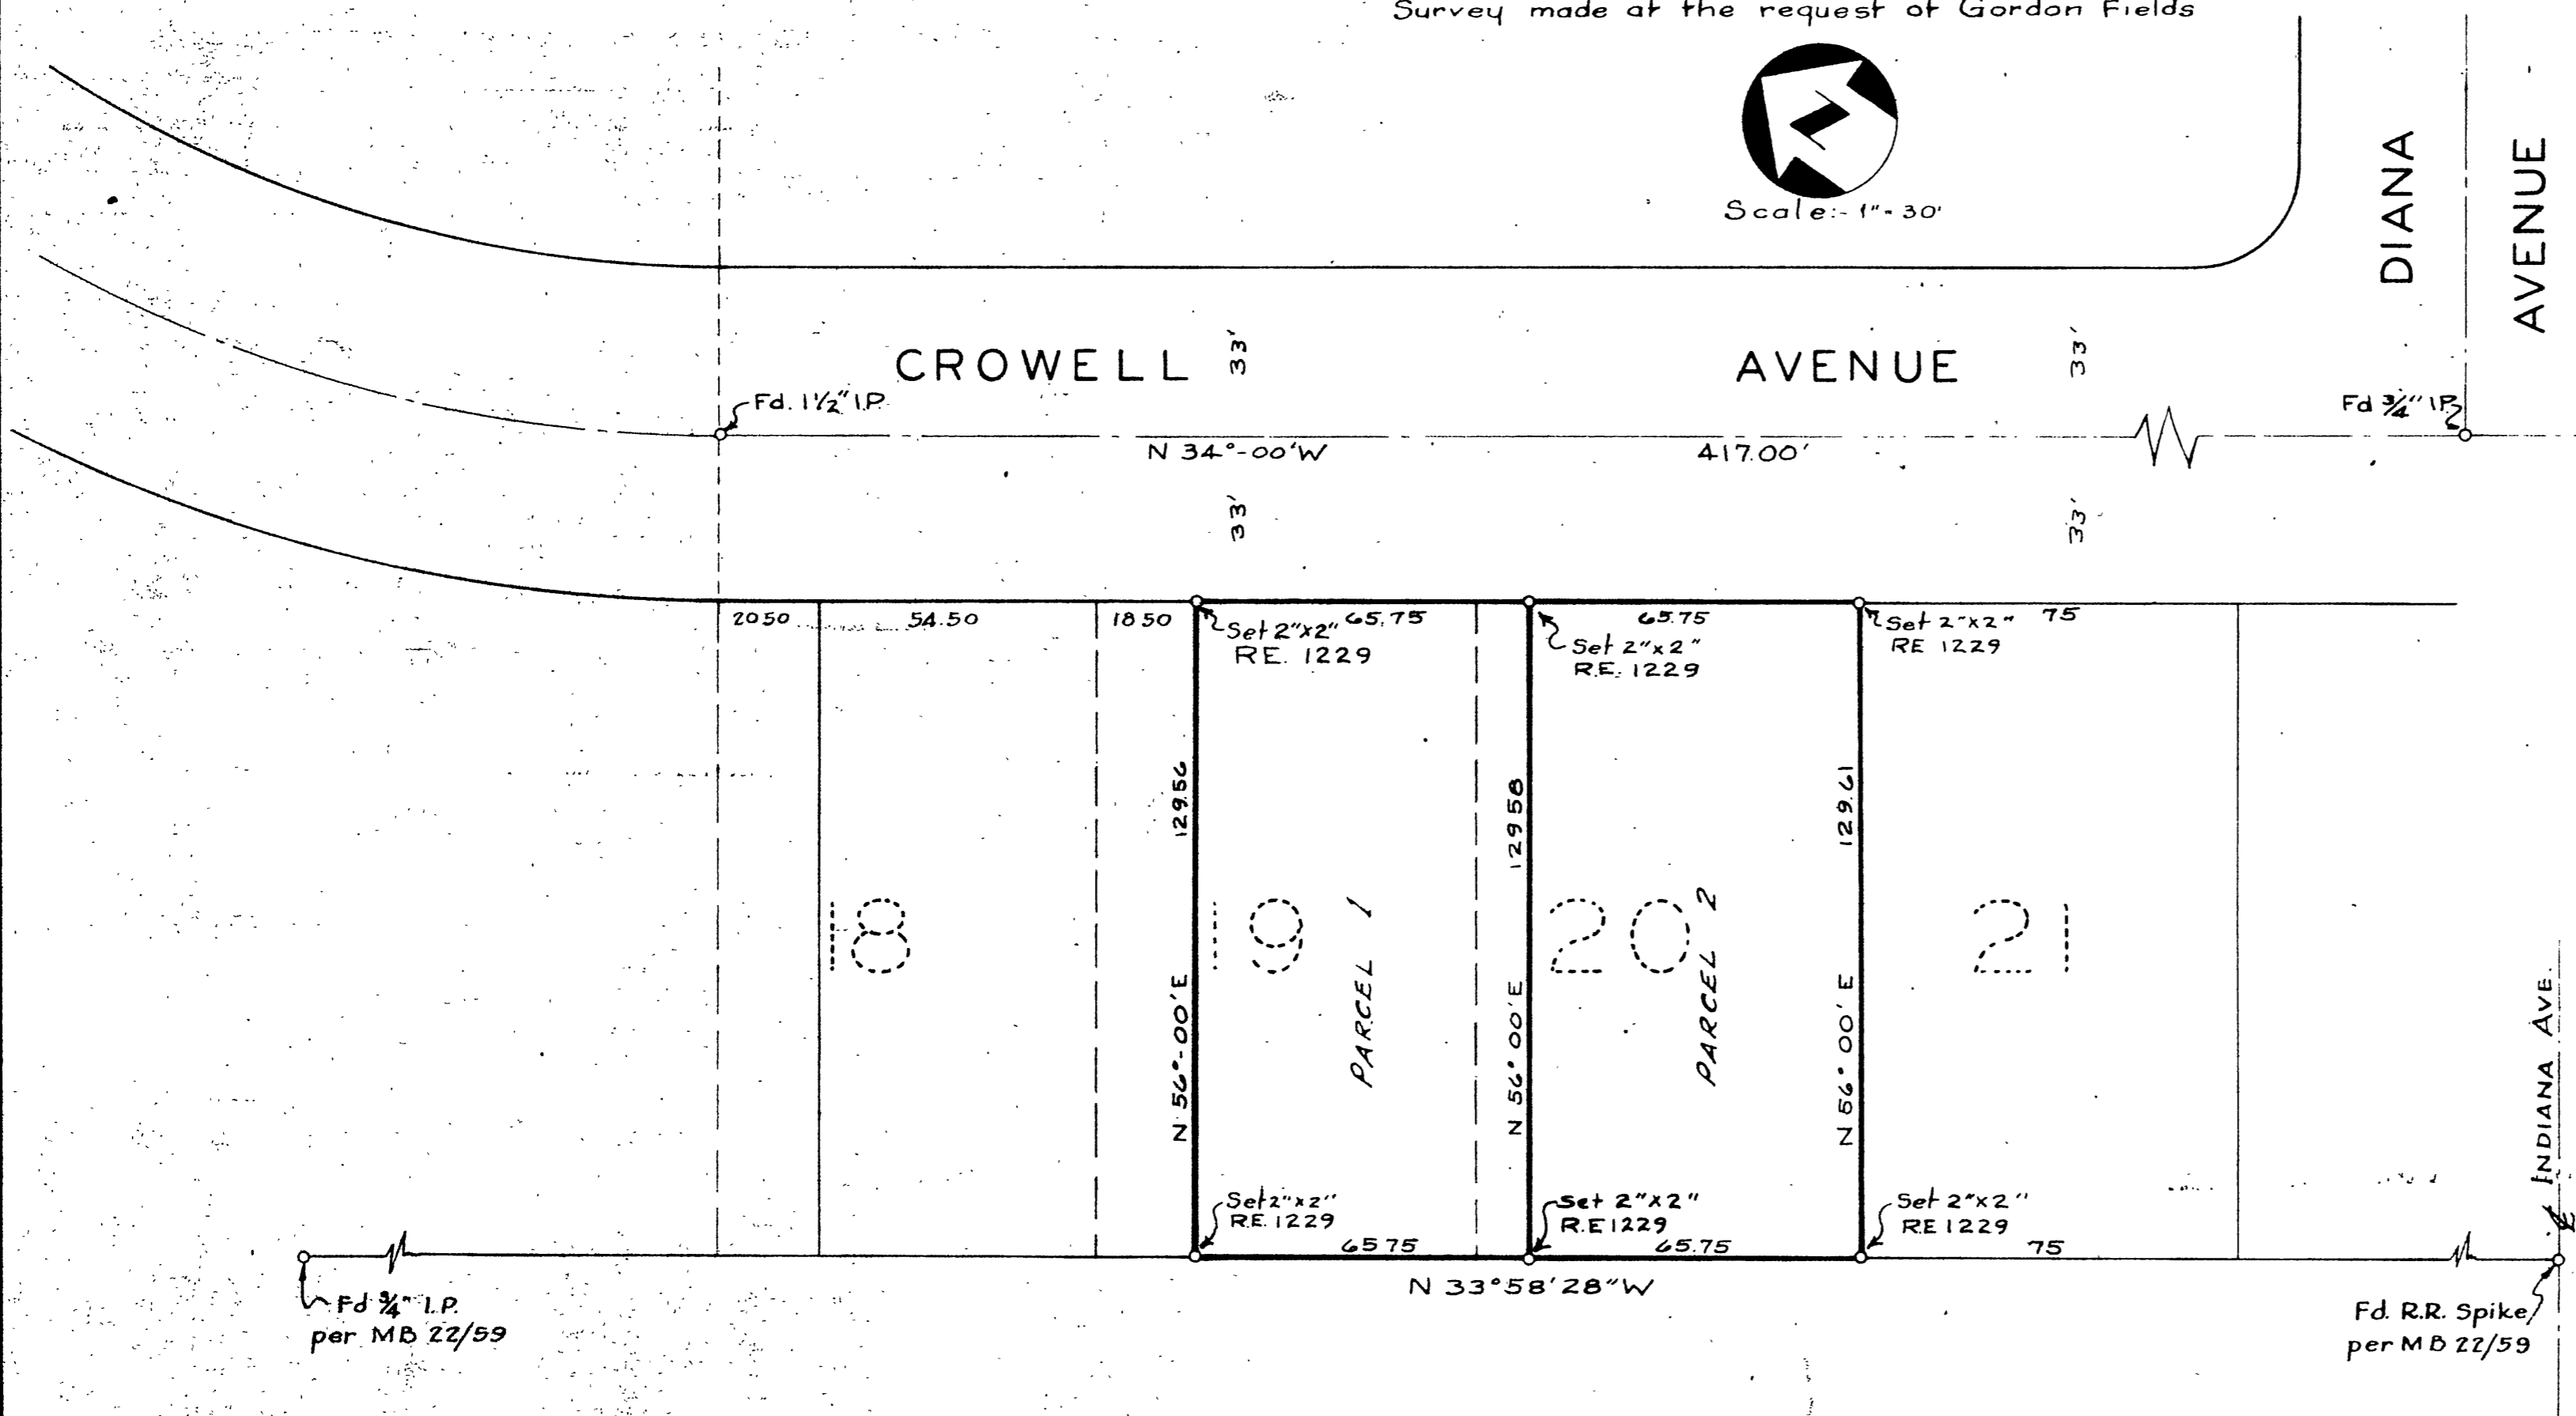 Survey made at the request of Gordon Fields
Scale:- 1"=30'
DIANA
AVENUE
CROWELL
AVENUE
33'
33'
Fd. 1½" I.P.
Fd ¾" I.P.
N 34°-00'W
417.00'
33'
33'
20 50
54.50
18 50
65.75
65.75
75
Set 2"x2"
RE. 1229
Set 2"x2"
R.E. 1229
Set 2"x2"
RE 1229
129.56
129 58
129.61
18
19
PARCEL 1
20
PARCEL 2
21
N 56°-00' E
N 56° 00' E
N 56° 00' E
INDIANA AVE.
Set 2"x2"
RE. 1229
Set 2"x2"
R.E 1229
Set 2"x2"
RE 1229
65 75
65.75
75
N 33°58'28"W
Fd ¾" I.P.
per MB 22/59
Fd. R.R. Spike
per MB 22/59